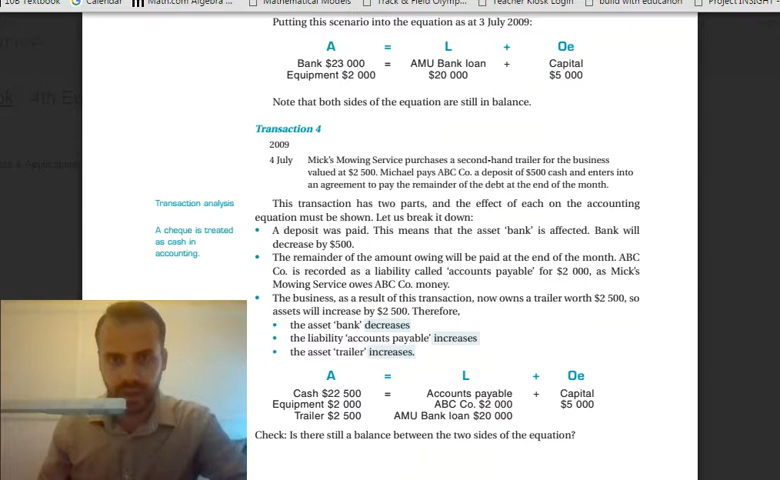 10B Textbook
Calendar
Math.com Algebra ...
Mathematical Models
Track & Field Olymp...
Teacher Kiosk Login
build with education
Project INSIGHT -
Putting this scenario into the equation as at 3 July 2009:
A = L + Oe
Bank $23 000 = AMU Bank loan + Capital
Equipment $2 000 $20 000 $5 000
Note that both sides of the equation are still in balance.
Transaction 4
2009
4 July Mick's Mowing Service purchases a second-hand trailer for the business
valued at $2 500. Michael pays ABC Co. a deposit of $500 cash and enters into
an agreement to pay the remainder of the debt at the end of the month.
Transaction analysis
This transaction has two parts, and the effect of each on the accounting
equation must be shown. Let us break it down:
A cheque is treated
as cash in
accounting.
• A deposit was paid. This means that the asset 'bank' is affected. Bank will
decrease by $500.
• The remainder of the amount owing will be paid at the end of the month. ABC
Co. is recorded as a liability called 'accounts payable' for $2 000, as Mick's
Mowing Service owes ABC Co. money.
• The business, as a result of this transaction, now owns a trailer worth $2 500, so
assets will increase by $2 500. Therefore,
• the asset 'bank' decreases
• the liability 'accounts payable' increases
• the asset 'trailer' increases.
A = L + Oe
Cash $22 500 = Accounts payable + Capital
Equipment $2 000 ABC Co. $2 000 $5 000
Trailer $2 500 AMU Bank loan $20 000
Check: Is there still a balance between the two sides of the equation?